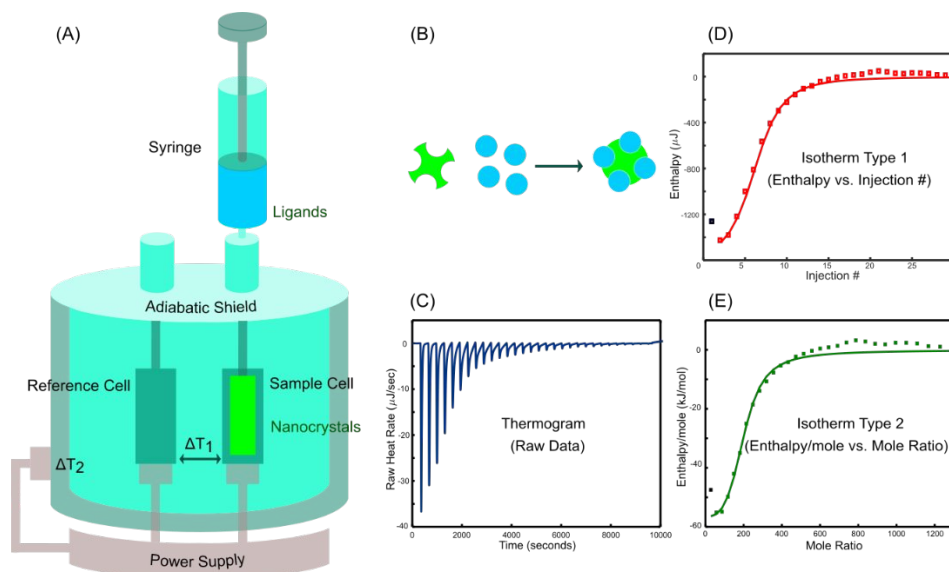 (A)
Syringe
Ligands
Adiabatic Shield
Reference Cell
Sample Cell
Nanocrystals
ΔT1
ΔT2
Power Supply
(B)
(C)
Raw Heat Rate (μJ/sec)
0
-10
-20
-30
-40
Thermogram
(Raw Data)
0 2000 4000 6000 8000 10000
Time (seconds)
(D)
Enthalpy (μJ)
0
-400
-800
-1200
Isotherm Type 1
(Enthalpy vs. Injection #)
0 5 10 15 20 25
Injection #
(E)
Enthalpy/mole (kJ/mol)
0
-20
-40
-60
Isotherm Type 2
(Enthalpy/mole vs. Mole Ratio)
0 200 400 600 800 1000 1200
Mole Ratio